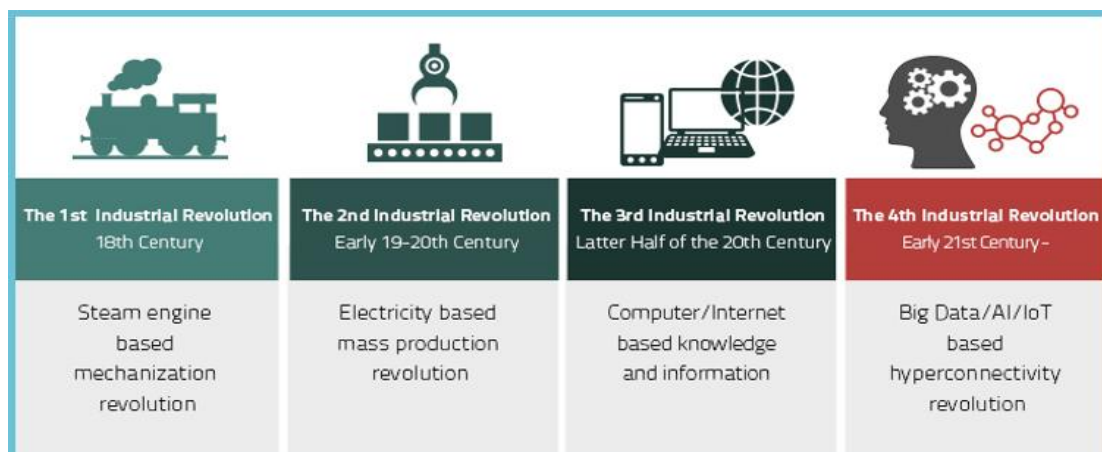 The 1st Industrial Revolution
18th Century
Steam engine
based
mechanization
revolution
The 2nd Industrial Revolution
Early 19-20th Century
Electricity based
mass production
revolution
The 3rd Industrial Revolution
Latter Half of the 20th Century
Computer/Internet
based knowledge
and information
The 4th Industrial Revolution
Early 21st Century-
Big Data/AI/IoT
based
hyperconnectivity
revolution